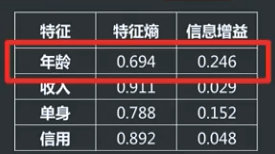 特征 特征熵 信息增益
年龄 0.694 0.246
收入 0.911 0.029
单身 0.788 0.152
信用 0.892 0.048